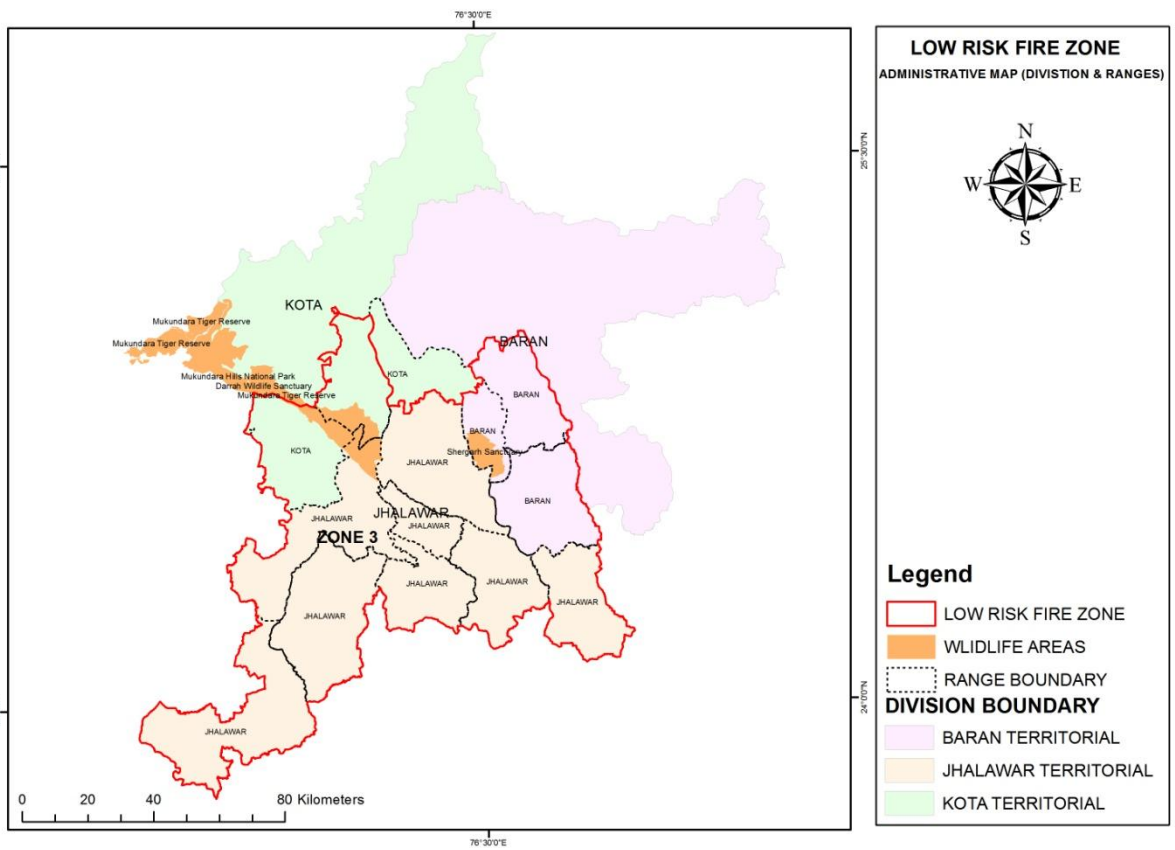 76°30'0"E
LOW RISK FIRE ZONE
ADMINISTRATIVE MAP (DIVISTION & RANGES)
N
W
E
S
25°30'0"N
KOTA
Mukundara Tiger Reserve
BARAN
Mukundara Tiger Reserve
KOTA
Mukundara Hills National Park
Darrah Wildlife Sanctuary
Mukundara Tiger Reserve
BARAN
BARAN
KOTA
Shergarh Sanctuary
JHALAWAR
BARAN
JHALAWAR
JHALAWAR
JHALAWAR
ZONE 3
JHALAWAR
JHALAWAR
JHALAWAR
JHALAWAR
JHALAWAR
24°0'0"N
0 20 40 80 Kilometers
76°30'0"E
Legend
LOW RISK FIRE ZONE
WLIDLIFE AREAS
RANGE BOUNDARY
DIVISION BOUNDARY
BARAN TERRITORIAL
JHALAWAR TERRITORIAL
KOTA TERRITORIAL